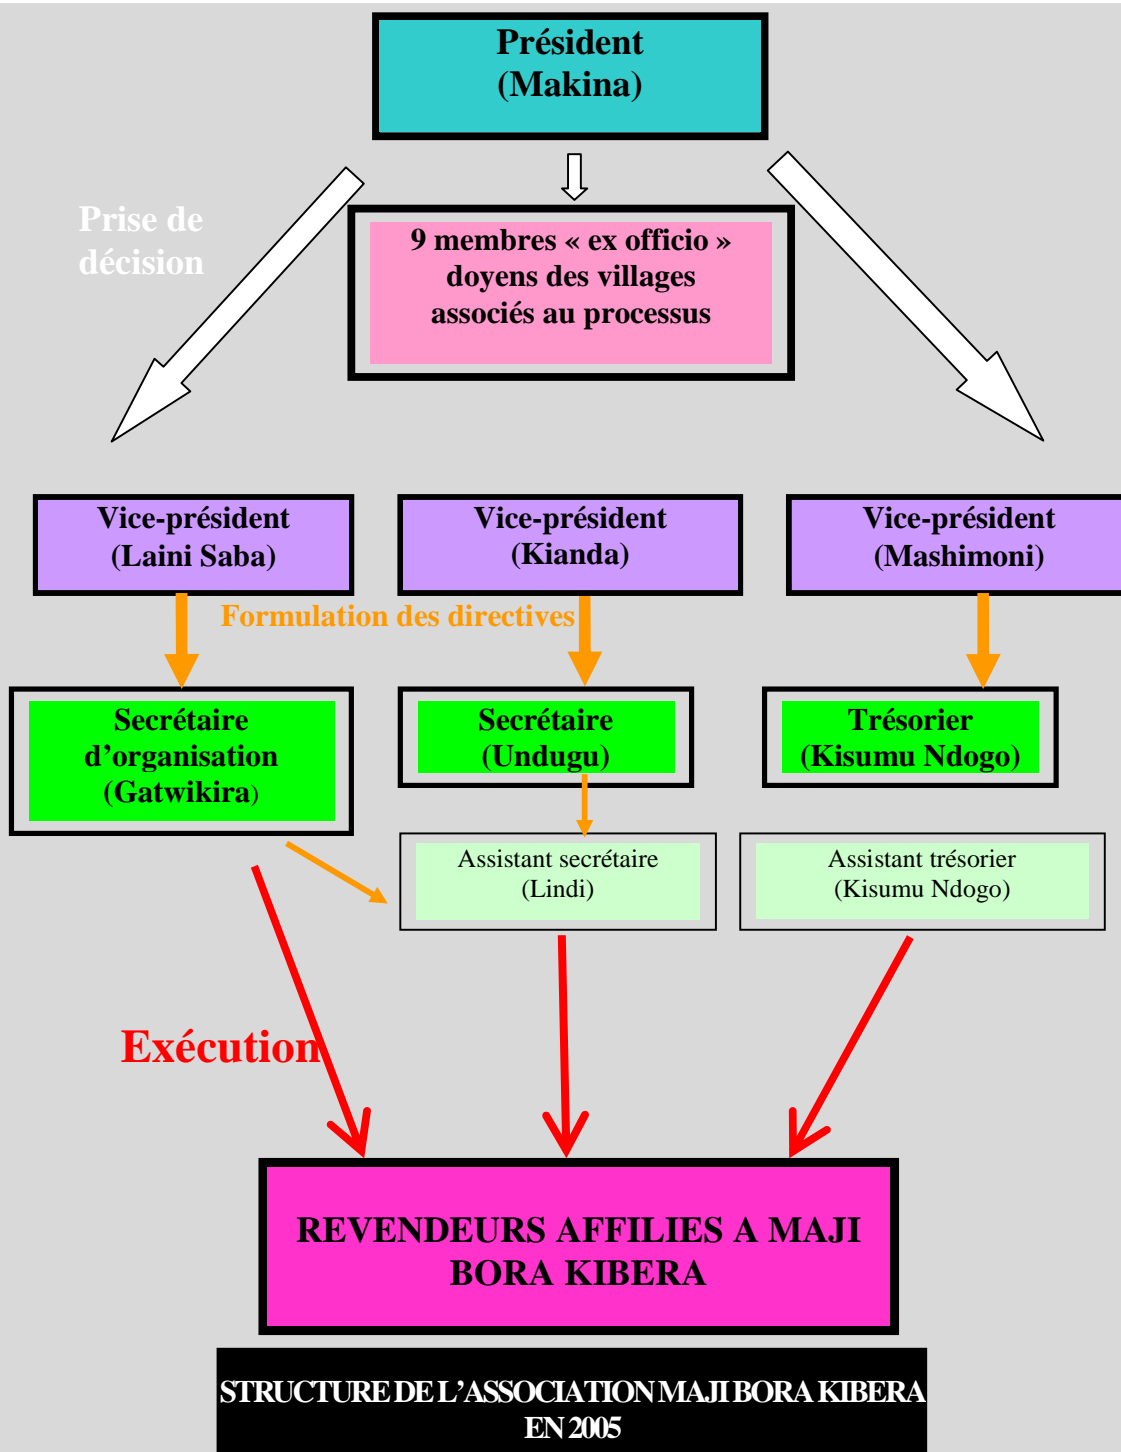 Président
(Makina)
Prise de
décision
9 membres « ex officio »
doyens des villages
associés au processus
Vice-président
(Laini Saba)
Vice-président
(Kianda)
Vice-président
(Mashimoni)
Formulation des directives
Secrétaire
d’organisation
(Gatwikira)
Secrétaire
(Undugu)
Trésorier
(Kisumu Ndogo)
Assistant secrétaire
(Lindi)
Assistant trésorier
(Kisumu Ndogo)
Exécution
REVENDEURS AFFILIES A MAJI
BORA KIBERA
STRUCTURE DE L’ASSOCIATION MAJI BORA KIBERA
EN 2005